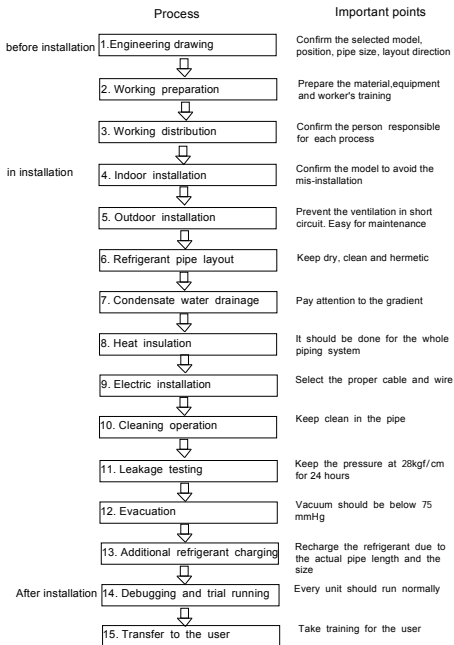 Process
Important points
before installation
1.Engineering drawing
Confirm the selected model,
position, pipe size, layout direction
2. Working preparation
Prepare the material,equipment
and worker's training
3. Working distribution
Confirm the person responsible
for each process
in installation
4. Indoor installation
Confirm the model to avoid the
mis-installation
5. Outdoor installation
Prevent the ventilation in short
circuit. Easy for maintenance
6. Refrigerant pipe layout
Keep dry, clean and hermetic
7. Condensate water drainage
Pay attention to the gradient
8. Heat insulation
It should be done for the whole
piping system
9. Electric installation
Select the proper cable and wire
10. Cleaning operation
Keep clean in the pipe
11. Leakage testing
Keep the pressure at 28kgf/cm
for 24 hours
12. Evacuation
Vacuum should be below 75
mmHg
13. Additional refrigerant charging
Recharge the refrigerant due to
the actual pipe length and the
size
After installation
14. Debugging and trial running
Every unit should run normally
15. Transfer to the user
Take training for the user